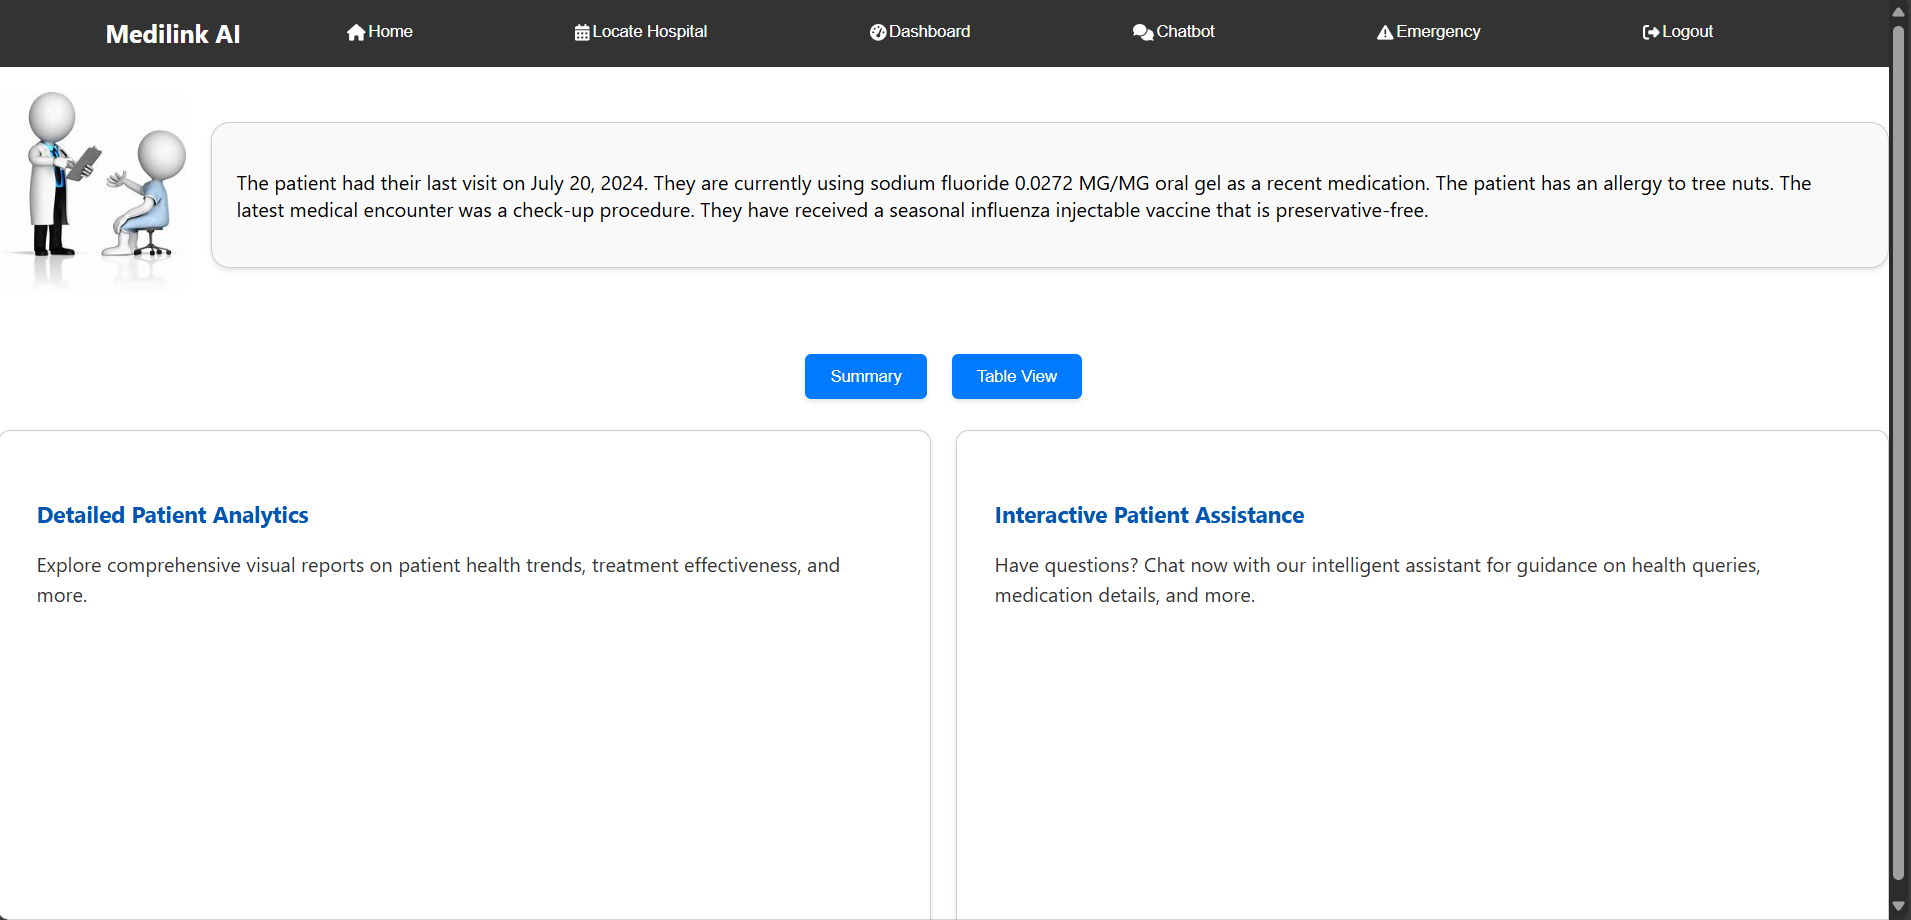 Medilink AI
Home
Locate Hospital
Dashboard
Chatbot
Emergency
Logout
The patient had their last visit on July 20, 2024. They are currently using sodium fluoride 0.0272 MG/MG oral gel as a recent medication. The patient has an allergy to tree nuts. The
latest medical encounter was a check-up procedure. They have received a seasonal influenza injectable vaccine that is preservative-free.
Summary
Table View
Detailed Patient Analytics
Explore comprehensive visual reports on patient health trends, treatment effectiveness, and
more.
Interactive Patient Assistance
Have questions? Chat now with our intelligent assistant for guidance on health queries,
medication details, and more.